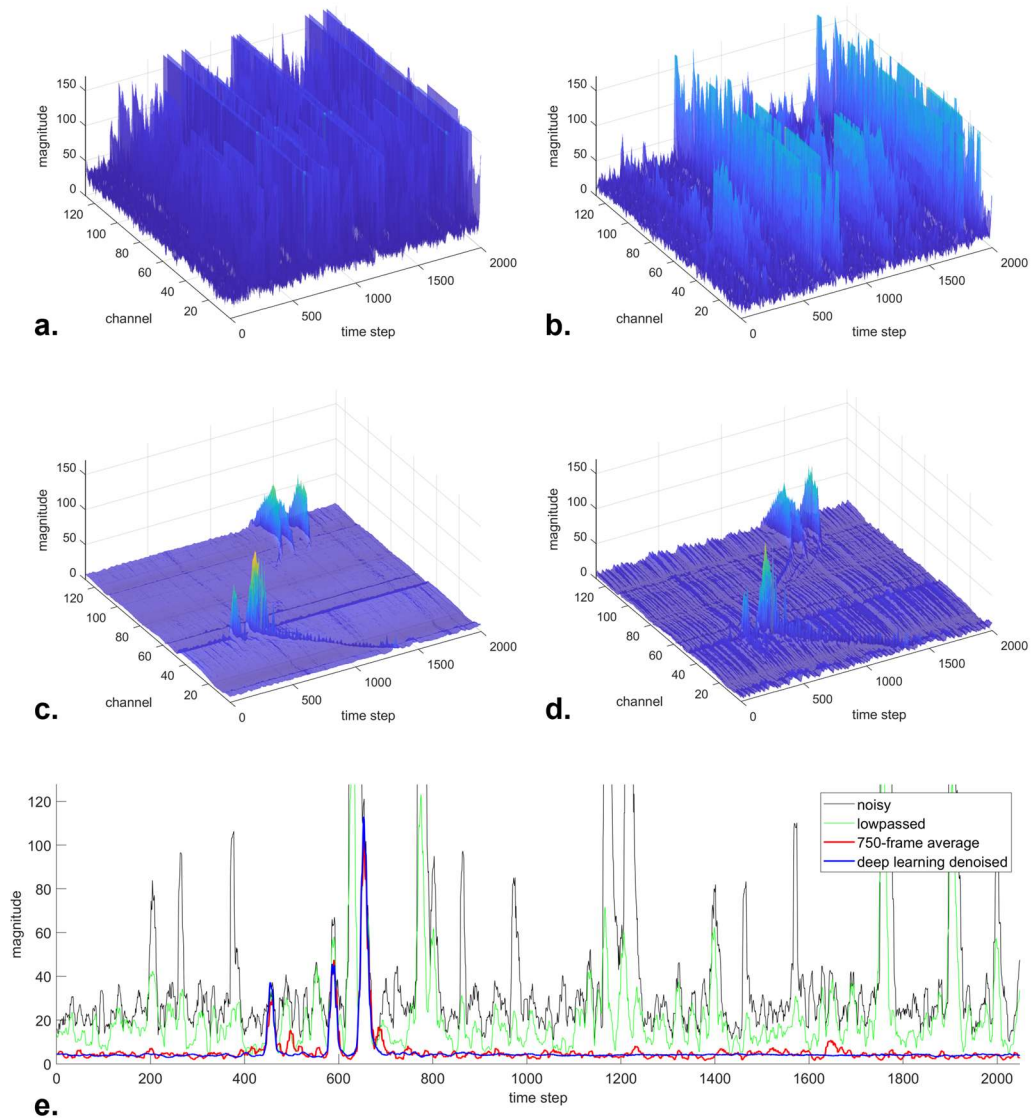 150
100
50
0
magnitude
120
100
80
60
40
20
channel
0
500
1000
1500
2000
time step
a.
150
100
50
0
magnitude
120
100
80
60
40
20
channel
0
500
1000
1500
2000
time step
b.
150
100
50
0
magnitude
120
100
80
60
40
20
channel
0
500
1000
1500
2000
time step
c.
150
100
50
0
magnitude
120
100
80
60
40
20
channel
0
500
1000
1500
2000
time step
d.
120
100
80
60
40
20
0
magnitude
noisy
lowpassed
750-frame average
deep learning denoised
0 200 400 600 800 1000 1200 1400 1600 1800 2000
time step
e.